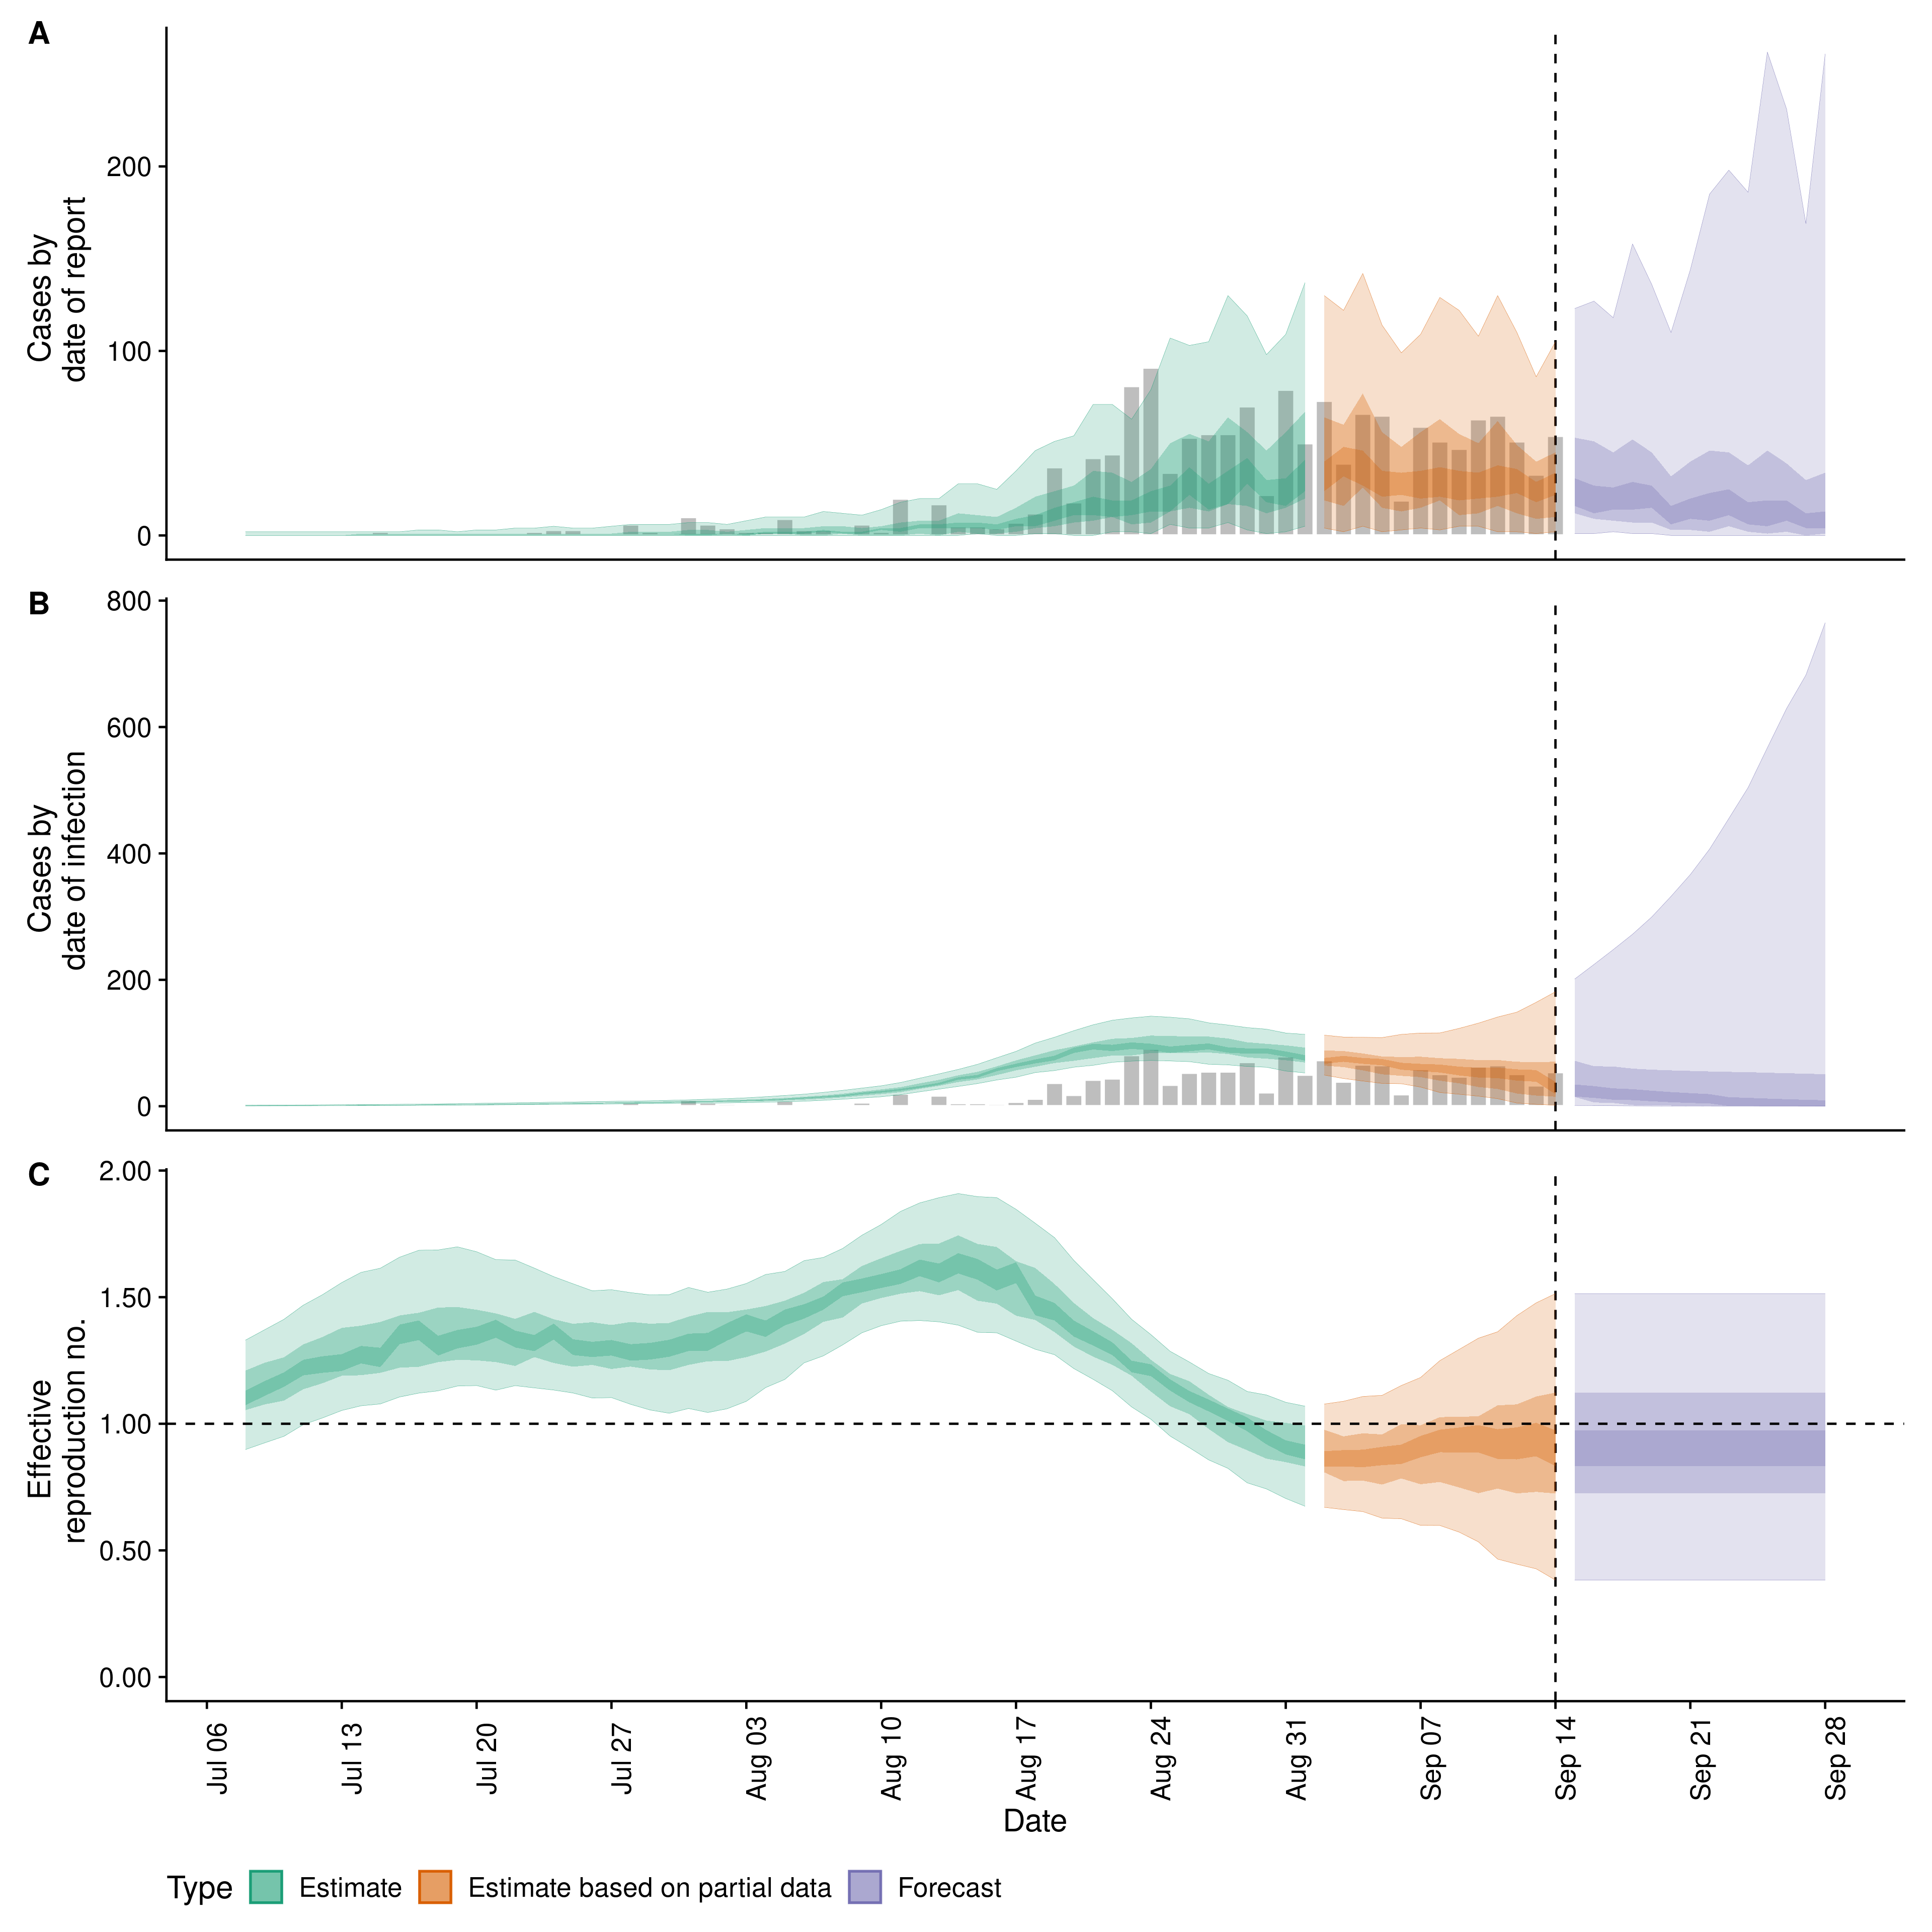 A
Cases by
date of report
200
100
0
B
Cases by
date of infection
800
600
400
200
0
C
Effective
reproduction no.
2.00
1.50
1.00
0.50
0.00
Jul 06
Jul 13
Jul 20
Jul 27
Aug 03
Aug 10
Aug 17
Aug 24
Aug 31
Sep 07
Sep 14
Sep 21
Sep 28
Date
Type Estimate Estimate based on partial data Forecast